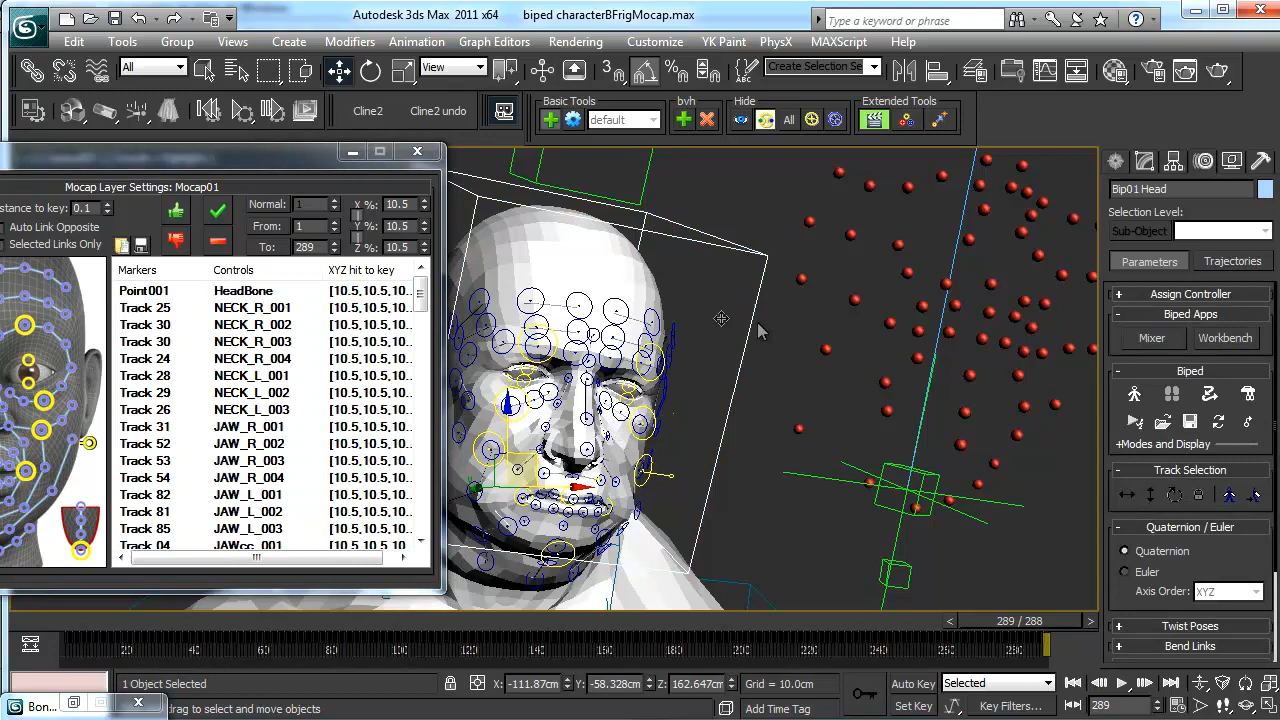 Autodesk 3ds Max 2011 x64 biped characterBFrigMocap.max
Type a keyword or phrase
Edit Tools Group Views Create Modifiers Animation Graph Editors Rendering Customize YK Paint PhysX MAXScript Help
All View 3 Create Selection Se
Cline2 Cline2 undo
Basic Tools bvh Hide Extended Tools
default All
Mocap Layer Settings: Mocap01
stance to key: 0.1 Normal: 1 X %: 10.5
Auto Link Opposite From: 1 Y %: 10.5
Selected Links Only To: 289 Z %: 10.5
Markers Controls XYZ hit to key
Point001 HeadBone [10.5,10.5,10..
Track 25 NECK_R_001 [10.5,10.5,10..
Track 30 NECK_R_002 [10.5,10.5,10..
Track 30 NECK_R_003 [10.5,10.5,10..
Track 24 NECK_R_004 [10.5,10.5,10..
Track 28 NECK_L_001 [10.5,10.5,10..
Track 29 NECK_L_002 [10.5,10.5,10..
Track 26 NECK_L_003 [10.5,10.5,10..
Track 31 JAW_R_001 [10.5,10.5,10..
Track 52 JAW_R_002 [10.5,10.5,10..
Track 53 JAW_R_003 [10.5,10.5,10..
Track 54 JAW_R_004 [10.5,10.5,10..
Track 82 JAW_L_001 [10.5,10.5,10..
Track 81 JAW_L_002 [10.5,10.5,10..
Track 85 JAW_L_003 [10.5,10.5,10..
Track 04 JAWcc_001 [10.5,10.5,10..
Bip01 Head
Selection Level:
Sub-Object
Parameters Trajectories
+ Assign Controller
- Biped Apps
Mixer Workbench
- Biped
+Modes and Display
- Track Selection
- Quaternion / Euler
Quaternion
Euler
Axis Order: XYZ
+ Twist Poses
+ Bend Links
< 289 / 288 >
20 40 60 80 100 120 140 160 180 200 220 240 260 280
1 Object Selected X: -111.87cm Y: -58.328cm Z: 162.647cm Grid = 10.0cm Auto Key Selected
Bon... drag to select and move objects Add Time Tag Set Key Key Filters... 289